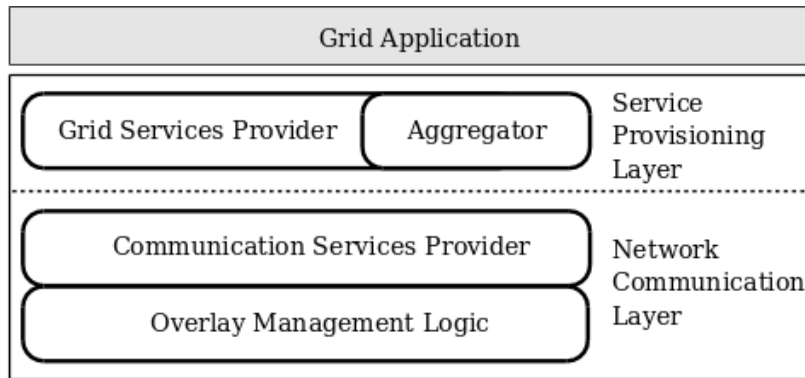 Grid Application
Grid Services Provider
Aggregator
Service
Provisioning
Layer
Communication Services Provider
Overlay Management Logic
Network
Communication
Layer